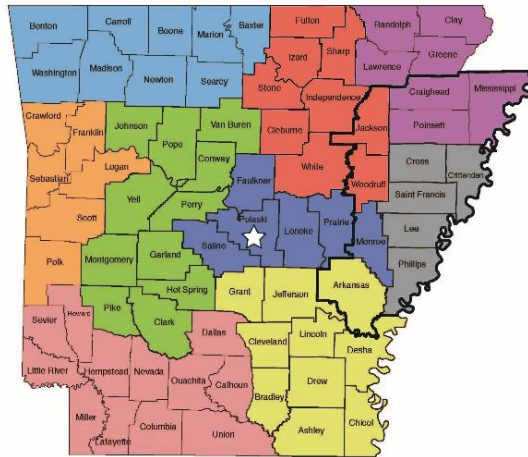 Benton
Carroll
Boone
Marion
Baxter
Fulton
Randolph
Clay
Sharp
Izard
Greene
Lawrence
Washington
Madison
Newton
Searcy
Stone
Independence
Craighead
Mississippi
Crawford
Franklin
Johnson
Van Buren
Cleburne
Jackson
Poinsett
Pope
Logan
Conway
White
Woodruff
Cross
Crittenden
Sebastian
Faulkner
Saint Francis
Scott
Yell
Perry
Pulaski
Lonoke
Prairie
Lee
Saline
Monroe
Polk
Montgomery
Garland
Phillips
Hot Spring
Grant
Jefferson
Arkansas
Sevier
Howard
Pike
Clark
Dallas
Cleveland
Lincoln
Desha
Little River
Hempstead
Nevada
Ouachita
Calhoun
Drew
Bradley
Miller
Chicol
Lafayette
Columbia
Union
Ashley